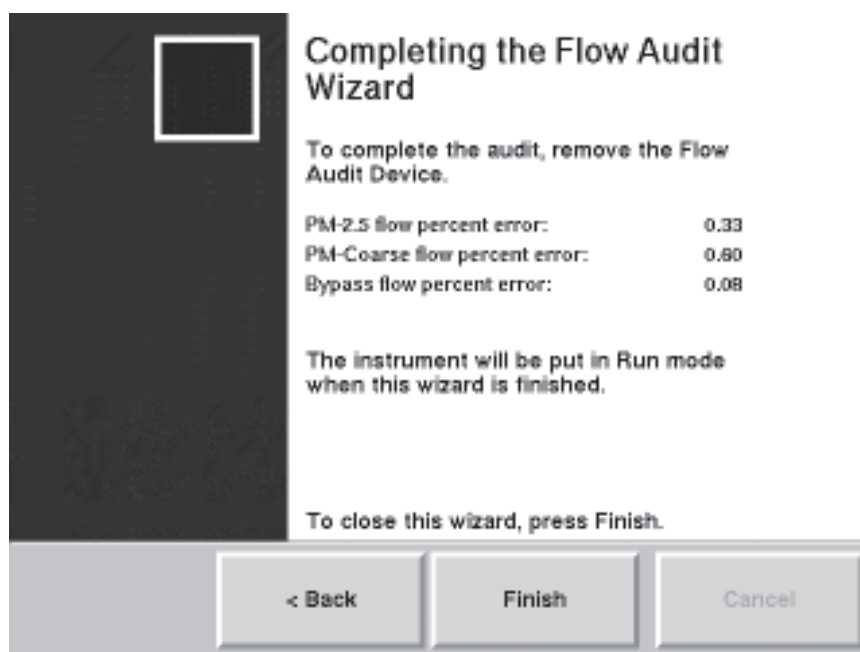 Completing the Flow Audit
Wizard
To complete the audit, remove the Flow
Audit Device.
PM-2.5 flow percent error: 0.33
PM-Coarse flow percent error: 0.60
Bypass flow percent error: 0.08
The instrument will be put in Run mode
when this wizard is finished.
To close this wizard, press Finish.
< Back Finish Cancel